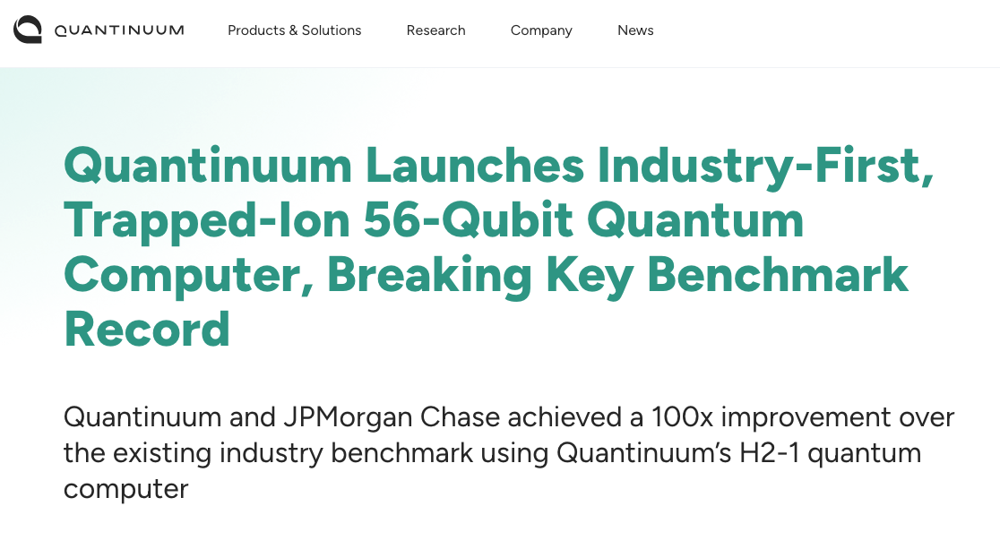 QUANTINUUM
Products & Solutions
Research
Company
News
Quantinuum Launches Industry-First,
Trapped-Ion 56-Qubit Quantum
Computer, Breaking Key Benchmark
Record
Quantinuum and JPMorgan Chase achieved a 100x improvement over
the existing industry benchmark using Quantinuum’s H2-1 quantum
computer